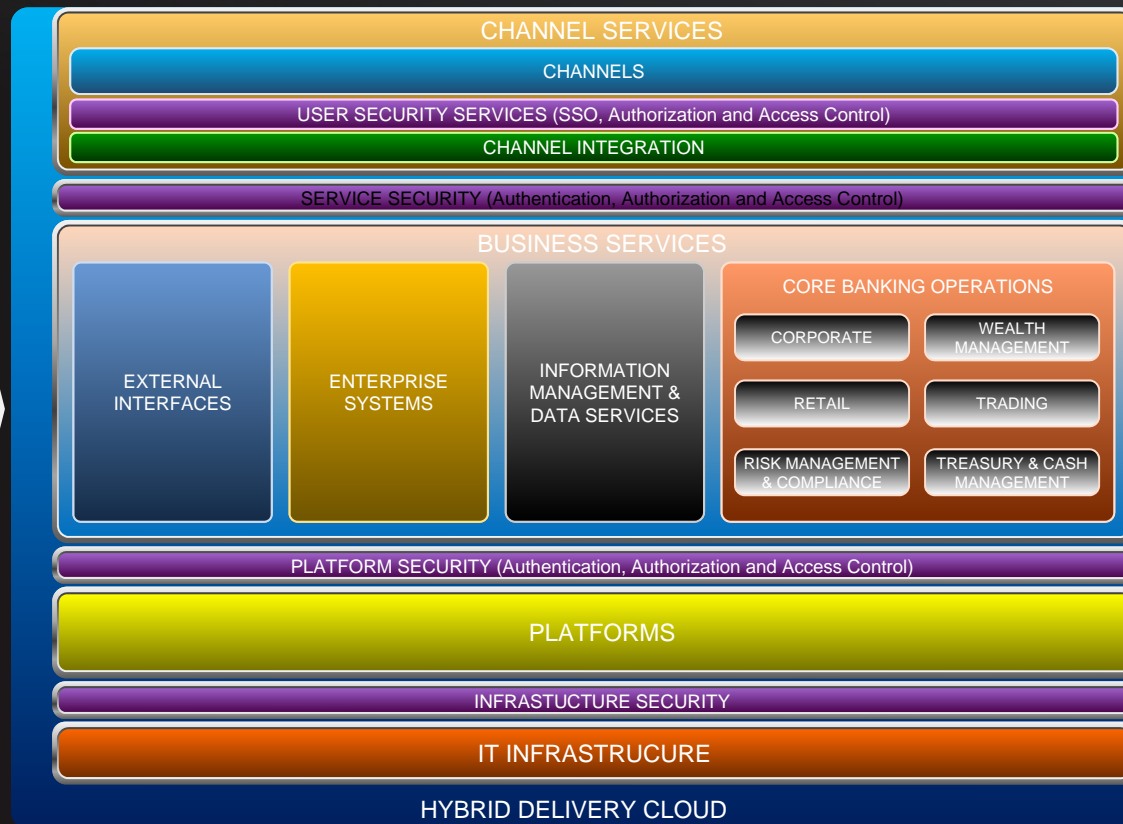 CHANNEL SERVICES
CHANNELS
USER SECURITY SERVICES (SSO, Authorization and Access Control)
CHANNEL INTEGRATION
SERVICE SECURITY (Authentication, Authorization and Access Control)
BUSINESS SERVICES
EXTERNAL
INTERFACES
ENTERPRISE
SYSTEMS
INFORMATION
MANAGEMENT &
DATA SERVICES
CORE BANKING OPERATIONS
CORPORATE
WEALTH
MANAGEMENT
RETAIL
TRADING
RISK MANAGEMENT
& COMPLIANCE
TREASURY & CASH
MANAGEMENT
PLATFORM SECURITY (Authentication, Authorization and Access Control)
PLATFORMS
INFRASTUCTURE SECURITY
IT INFRASTRUCURE
HYBRID DELIVERY CLOUD